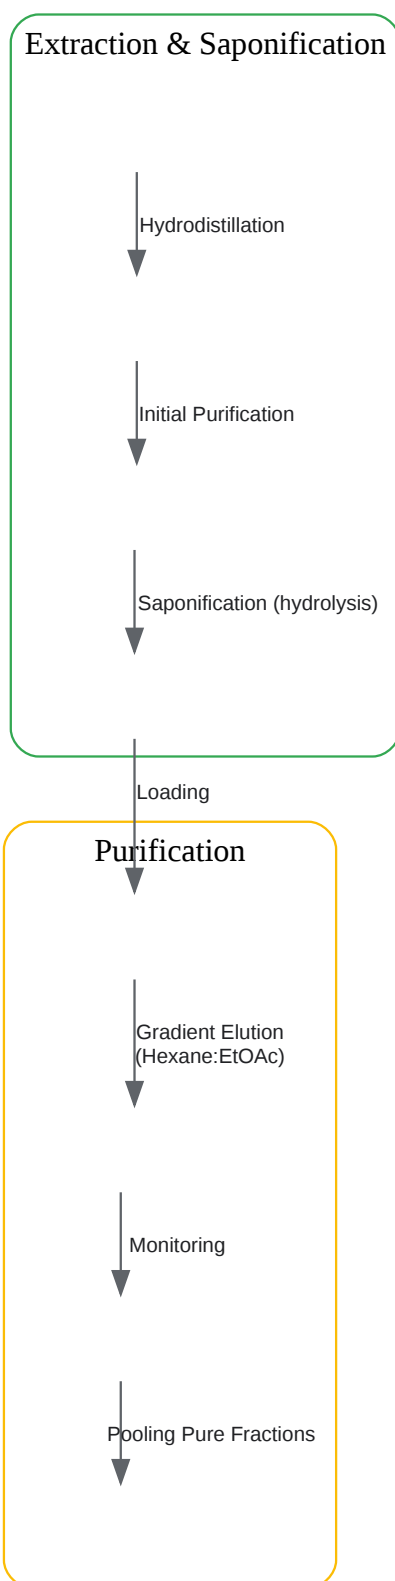 Extraction & Saponification
Hydrodistillation
Initial Purification
Saponification (hydrolysis)
Loading
Purification
Gradient Elution
(Hexane:EtOAc)
Monitoring
Pooling Pure Fractions